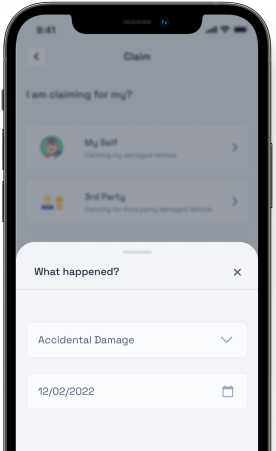 9:41
Claim
I am claiming for my?
My Self
Claiming my damaged Vehicle
3rd Party
Claiming for third party damaged Vehicle
What happened?
Accidental Damage
12/02/2022